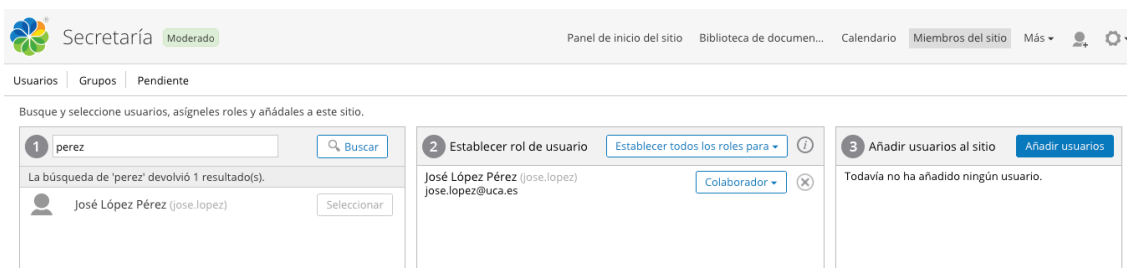 Secretaría Moderado Panel de inicio del sitio Biblioteca de documen... Calendario Miembros del sitio Más
Usuarios Grupos Pendiente
Busque y seleccione usuarios, asígneles roles y añádales a este sitio.
1 perez Buscar
La búsqueda de 'perez' devolvió 1 resultado(s).
José López Pérez (jose.lopez) Seleccionar
2 Establecer rol de usuario Establecer todos los roles para i
José López Pérez (jose.lopez) Colaborador
jose.lopez@uca.es
3 Añadir usuarios al sitio Añadir usuarios
Todavía no ha añadido ningún usuario.